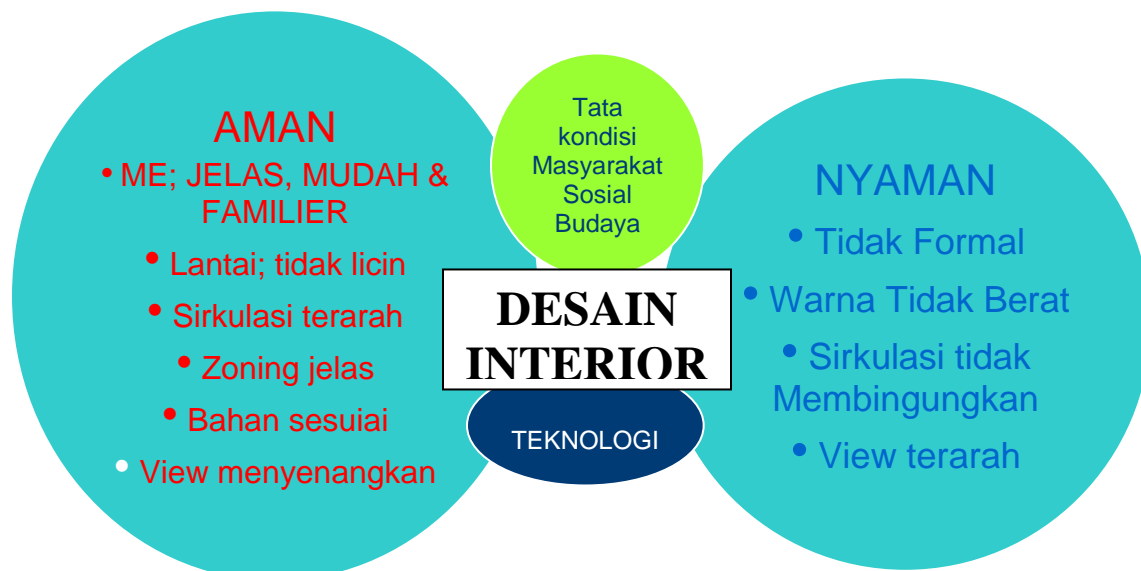 AMAN
• ME; JELAS, MUDAH &
FAMILIER
• Lantai; tidak licin
• Sirkulasi terarah
• Zoning jelas
• Bahan sesuiai
• View menyenangkan
Tata
kondisi
Masyarakat
Sosial
Budaya
DESAIN
INTERIOR
TEKNOLOGI
NYAMAN
• Tidak Formal
• Warna Tidak Berat
• Sirkulasi tidak
Membingungkan
• View terarah